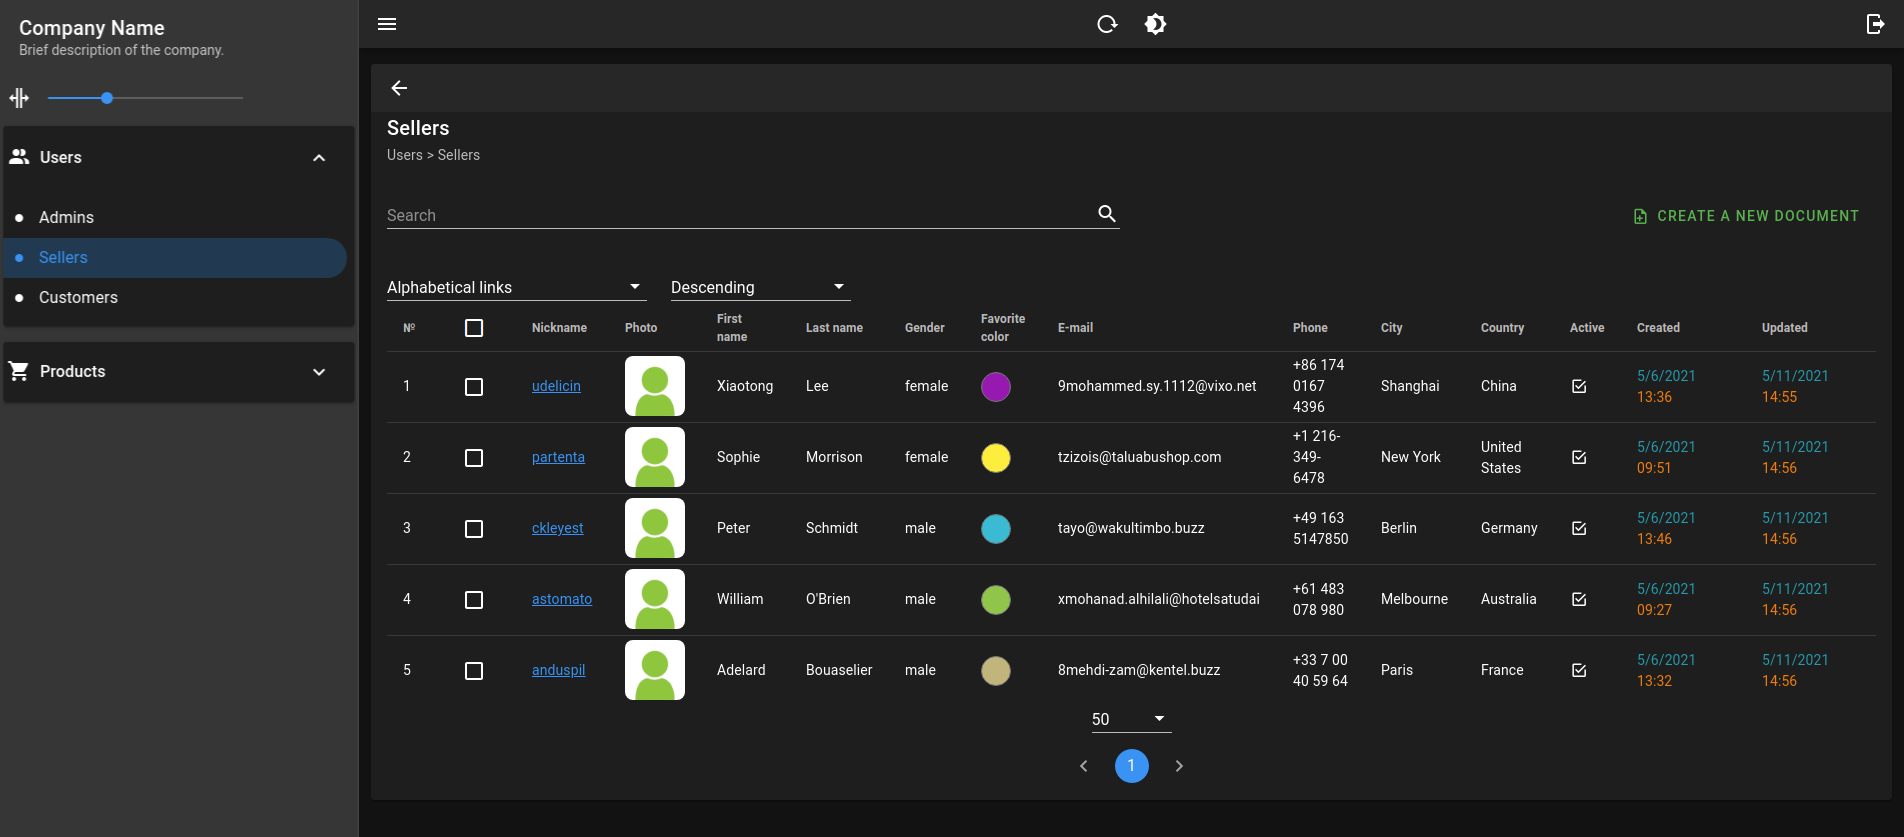 Company Name
Brief description of the company.
Users
Admins
Sellers
Customers
Products
Sellers
Users > Sellers
Search
CREATE A NEW DOCUMENT
Alphabetical links
Descending
№ Nickname Photo First name Last name Gender Favorite color E-mail Phone City Country Active Created Updated
1 udelicin Xiaotong Lee female 9mohammed.sy.1112@vixo.net +86 174 0167 4396 Shanghai China 5/6/2021 13:36 5/11/2021 14:55
2 partenta Sophie Morrison female tzizois@taluabushop.com +1 216-349-6478 New York United States 5/6/2021 09:51 5/11/2021 14:56
3 ckleyest Peter Schmidt male tayo@wakultimbo.buzz +49 163 5147850 Berlin Germany 5/6/2021 13:46 5/11/2021 14:56
4 astomato William O'Brien male xmohanad.alhilali@hotelsatudai +61 483 078 980 Melbourne Australia 5/6/2021 09:27 5/11/2021 14:56
5 anduspil Adelard Bouaselier male 8mehdi-zam@kentel.buzz +33 7 00 40 59 64 Paris France 5/6/2021 13:32 5/11/2021 14:56
50
1